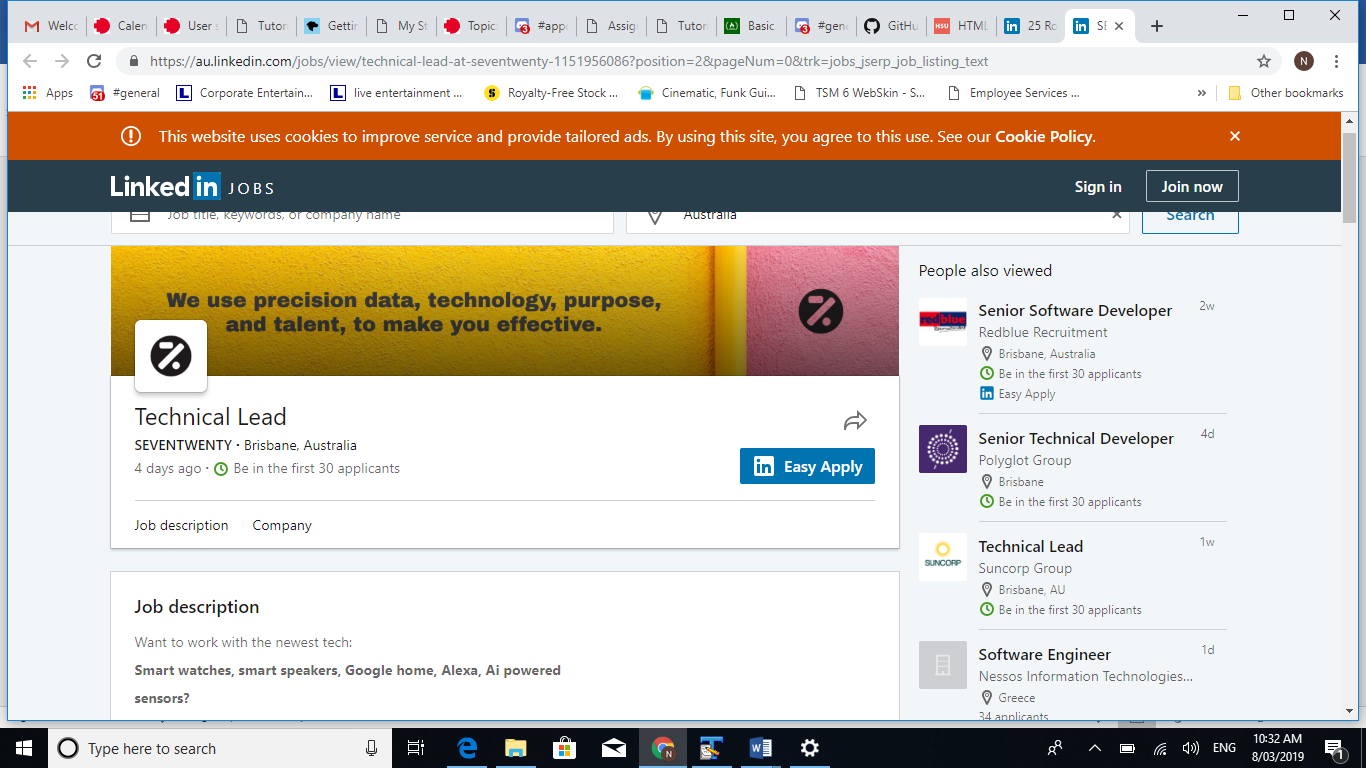 Welco
Calen
User s
Tutor
Gettin
My St
Topic
#appo
Assig
Tutor
Basic
#gene
GitHu
HTML
25 Ro
SE
https://au.linkedin.com/jobs/view/technical-lead-at-seventwenty-1151956086?position=2&pageNum=0&trk=jobs_jserp_job_listing_text
N
Apps
51
#general
Corporate Entertain...
live entertainment ...
Royalty-Free Stock ...
Cinematic, Funk Gui...
TSM 6 WebSkin - S...
Employee Services ...
Other bookmarks
This website uses cookies to improve service and provide tailored ads. By using this site, you agree to this use. See our Cookie Policy.
Linked in JOBS
Sign in
Join now
Job title, keywords, or company name
Australia
Search
We use precision data, technology, purpose,
and talent, to make you effective.
Technical Lead
SEVENTWENTY · Brisbane, Australia
4 days ago · Be in the first 30 applicants
in Easy Apply
Job description
Company
Job description
Want to work with the newest tech:
Smart watches, smart speakers, Google home, Alexa, Ai powered
sensors?
People also viewed
redblue
Senior Software Developer
2w
Redblue Recruitment
Brisbane, Australia
Be in the first 30 applicants
in Easy Apply
Senior Technical Developer
4d
Polyglot Group
Brisbane
Be in the first 30 applicants
SUNCORP
Technical Lead
1w
Suncorp Group
Brisbane, AU
Be in the first 30 applicants
Software Engineer
1d
Nessos Information Technologies...
Greece
34 applicants
Type here to search
ENG
10:32 AM
8/03/2019
1